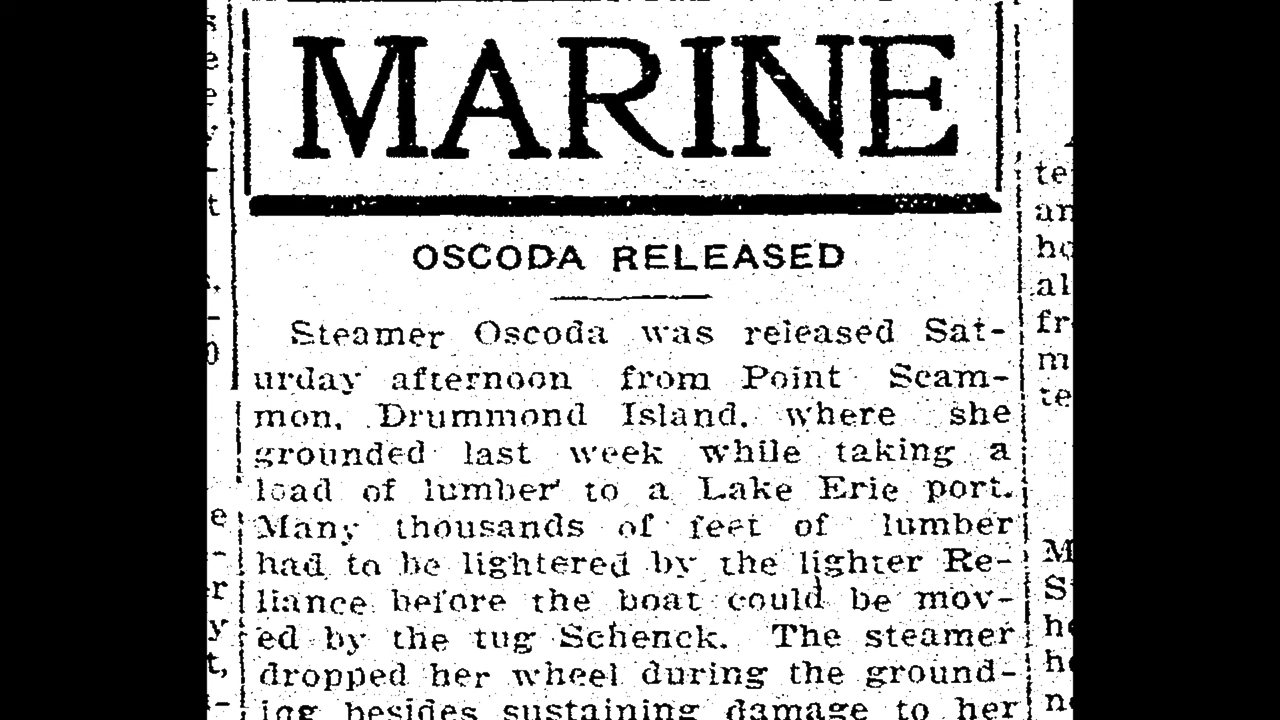 MARINE
OSCODA RELEASED
Steamer Oscoda was released Sat-
urday afternoon from Point Scam-
mon, Drummond Island, where she
grounded last week while taking a
load of lumber to a Lake Erie port.
Many thousands of feet of lumber
had to be lightered by the lighter Re-
liance before the boat could be mov-
ed by the tug Schenck. The steamer
dropped her wheel during the ground-
ing besides sustaining damage to her